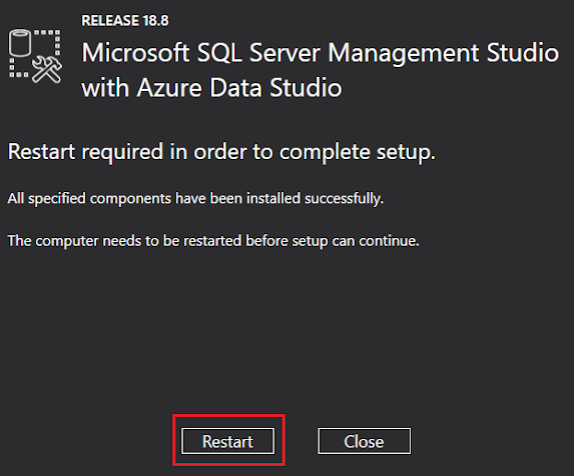 RELEASE 18.8
Microsoft SQL Server Management Studio
with Azure Data Studio
Restart required in order to complete setup.
All specified components have been installed successfully.
The computer needs to be restarted before setup can continue.
Restart
Close